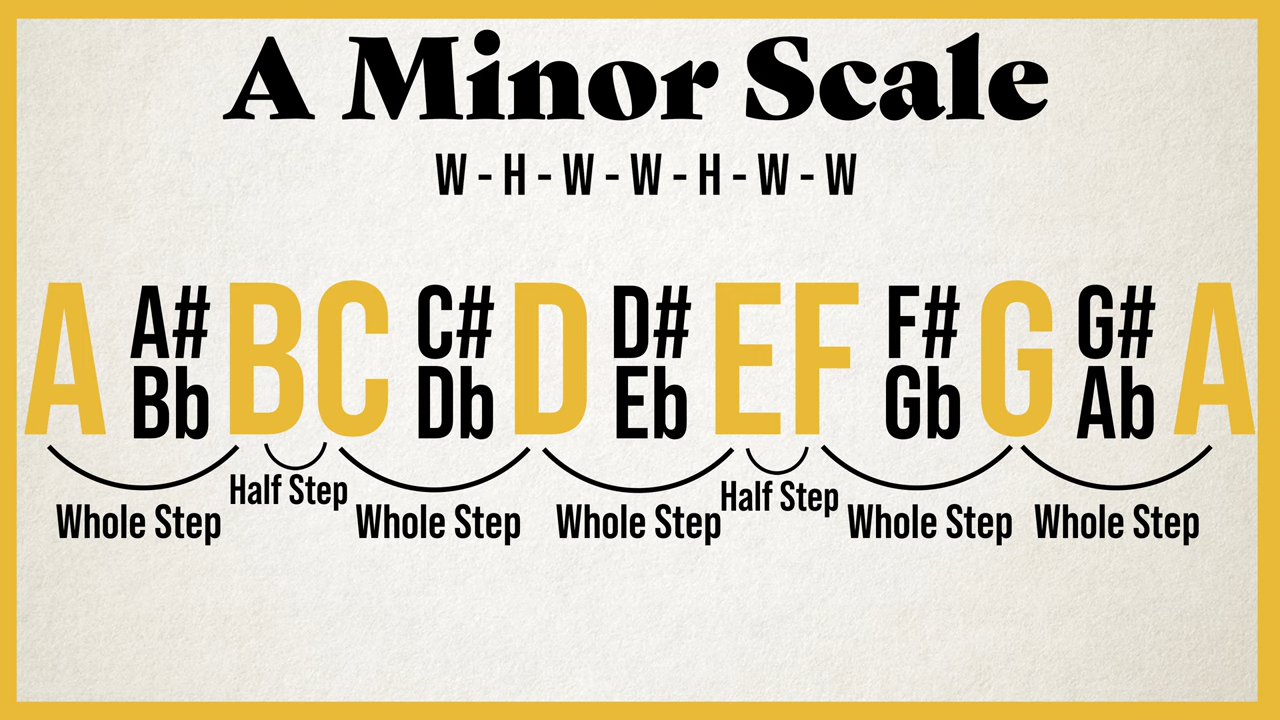 A Minor Scale
W - H - W - W - H - W - W
A A# Bb B C C# Db D D# Eb E F F# Gb G G# Ab A
Half Step Half Step
Whole Step Whole Step Whole Step Whole Step Whole Step